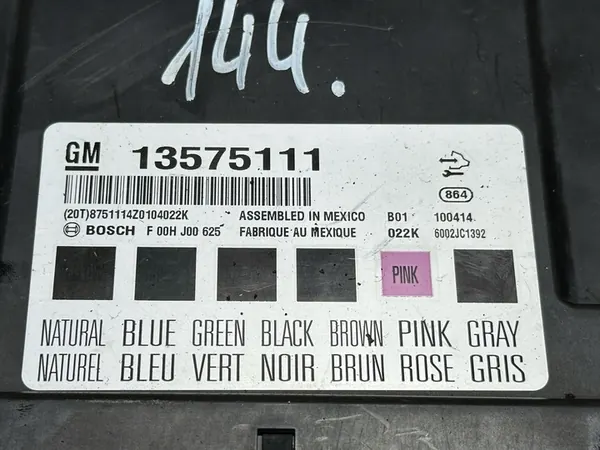 144.
GM 13575111
864
(20T)8751114Z0104022K ASSEMBLED IN MEXICO B01 100414
BOSCH F 00H J00 625 FABRIQUE AU MEXIQUE 022K 6002JC1392
PINK
NATURAL BLUE GREEN BLACK BROWN PINK GRAY
NATUREL BLEU VERT NOIR BRUN ROSE GRIS